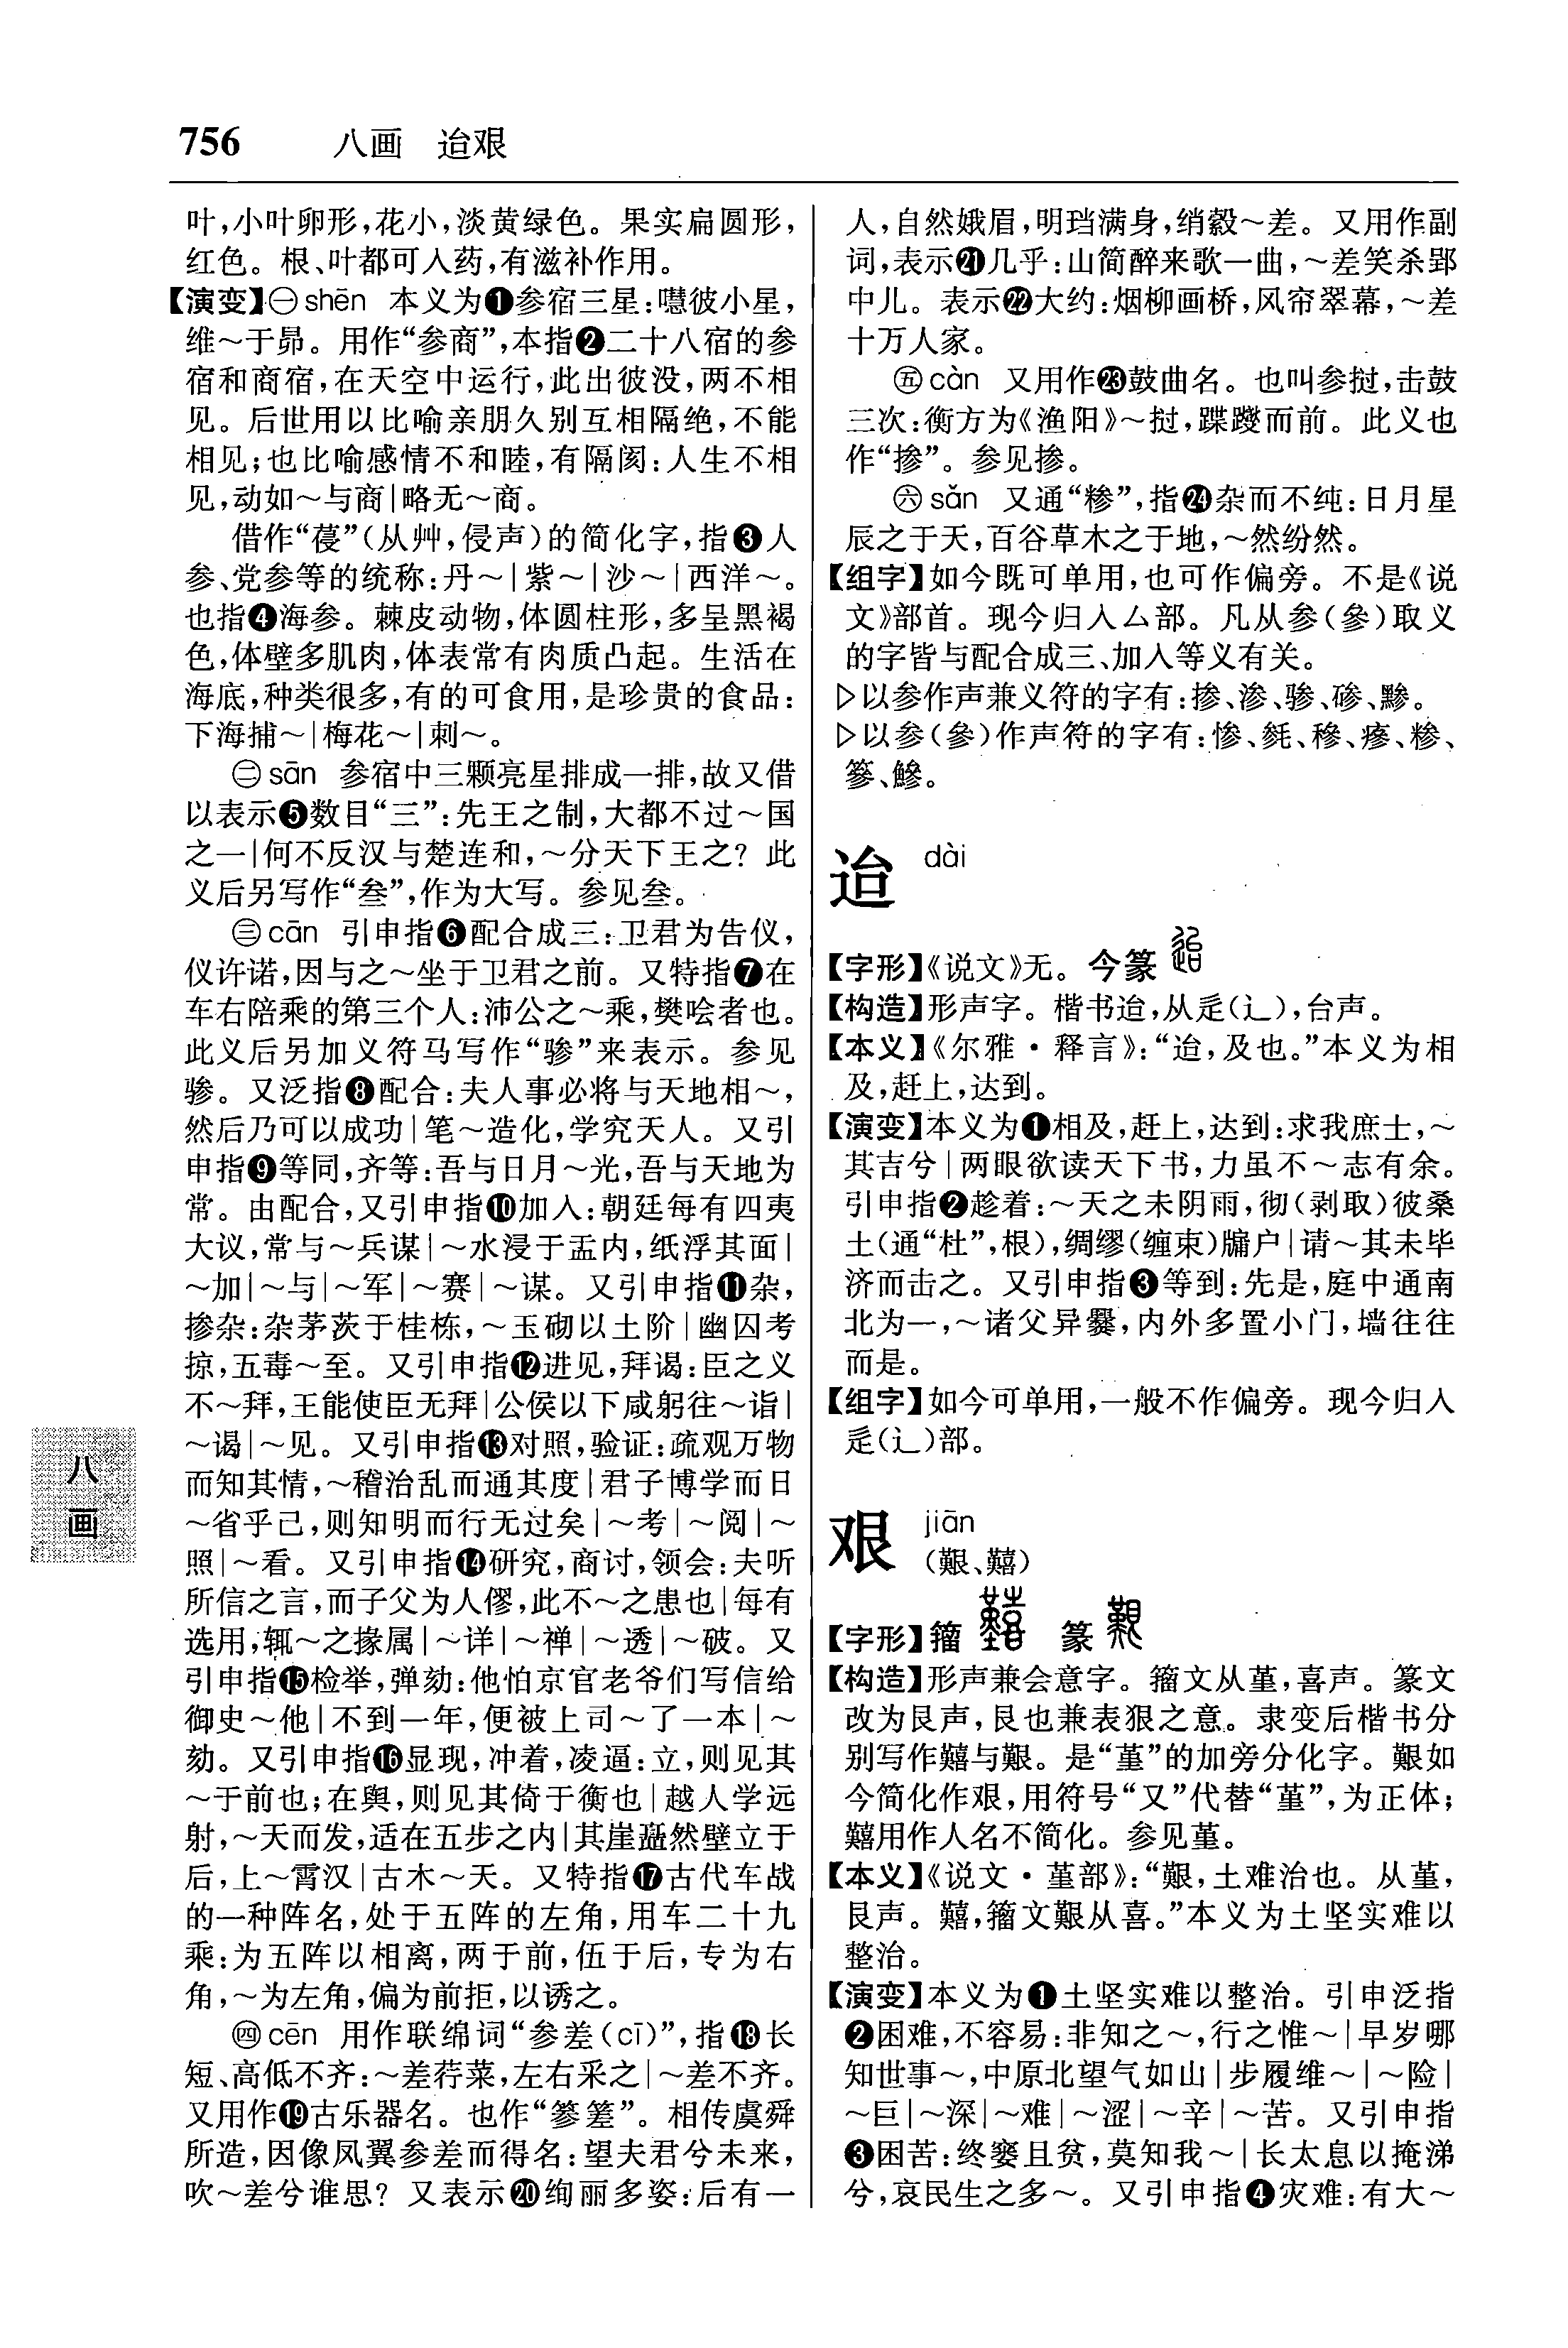 756 八画 迨艰
叶,小叶卵形,花小,淡黄绿色。果实扁圆形,
红色。根、叶都可入药,有滋补作用。
【演变】㊀shēn 本义为❶参宿三星:嘒彼小星,
维～于昴。用作“参商”,本指❷二十八宿的参
宿和商宿,在天空中运行,此出彼没,两不相
见。后世用以比喻亲朋久别互相隔绝,不能
相见;也比喻感情不和睦,有隔阂:人生不相
见,动如～与商|略无～商。
借作“葠”(从艸,侵声)的简化字,指❸人
参、党参等的统称:丹～|紫～|沙～|西洋～。
也指❹海参。棘皮动物,体圆柱形,多呈黑褐
色,体壁多肌肉,体表常有肉质凸起。生活在
海底,种类很多,有的可食用,是珍贵的食品:
下海捕～|梅花～|刺～。
㊁sān 参宿中三颗亮星排成一排,故又借
以表示❺数目“三”:先王之制,大都不过～国
之一|何不反汉与楚连和,～分天下王之?此
义后另写作“叁”,作为大写。参见叁。
㊂cān 引申指❻配合成三:卫君为告仪,
仪许诺,因与之～坐于卫君之前。又特指❼在
车右陪乘的第三个人:沛公之～乘,樊哙者也。
此义后另加义符马写作“骖”来表示。参见
骖。又泛指❽配合:夫人事必将与天地相～,
然后乃可以成功|笔～造化,学究天人。又引
申指❾等同,齐等:吾与日月～光,吾与天地为
常。由配合,又引申指❿加入:朝廷每有四夷
大议,常与～兵谋|～水浸于盂内,纸浮其面|
～加|～与|～军|～赛|～谋。又引申指⓫杂,
掺杂:杂茅茨于桂栋,～玉砌以土阶|幽囚考
掠,五毒～至。又引申指⓬进见,拜谒:臣之义
不～拜,王能使臣无拜|公侯以下咸躬往～诣|
～谒|～见。又引申指⓭对照,验证:疏观万物
而知其情,～稽治乱而通其度|君子博学而日
～省乎己,则知明而行无过矣|～考|～阅|～
照|～看。又引申指⓮研究,商讨,领会:夫听
所信之言,而子父为人僇,此不～之患也|每有
选用,辄～之掾属|～详|～禅|～透|～破。又
引申指⓯检举,弹劾:他怕京官老爷们写信给
御史～他|不到一年,便被上司～了一本|～
劾。又引申指⓰显现,冲着,凌逼:立,则见其
～于前也;在舆,则见其倚于衡也|越人学远
射,～天而发,适在五步之内|其崖矗然壁立于
后,上～霄汉|古木～天。又特指⓱古代车战
的一种阵名,处于五阵的左角,用车二十九
乘:为五阵以相离,两于前,伍于后,专为右
角,～为左角,偏为前拒,以诱之。
㊃cēn 用作联绵词“参差(cī)”,指⓲长
短、高低不齐:～差荇菜,左右采之|～差不齐。
又用作⓳古乐器名。也作“篸䇘”。相传虞舜
所造,因像凤翼参差而得名:望夫君兮未来,
吹～差兮谁思?又表示⓴绚丽多姿:后有一
人,自然娥眉,明珰满身,绡縠～差。又用作副
词,表示㉑几乎:山简醉来歌一曲,～差笑杀郢
中儿。表示㉒大约:烟柳画桥,风帘翠幕,～差
十万人家。
㊄càn 又用作㉓鼓曲名。也叫参挝,击鼓
三次:衡方为《渔阳》～挝,蹀躞而前。此义也
作“掺”。参见掺。
㊅sǎn 又通“糁”,指㉔杂而不纯:日月星
辰之于天,百谷草木之于地,～然纷然。
【组字】如今既可单用,也可作偏旁。不是《说
文》部首。现今归入厶部。凡从参(參)取义
的字皆与配合成三、加入等义有关。
▷以参作声兼义符的字有:掺、渗、骖、碜、黪。
▷以参(參)作声符的字有:惨、毵、穇、瘆、糁、
篸、鲹。
迨 dài
【字形】《说文》无。今篆
【构造】形声字。楷书迨,从辵(辶),台声。
【本义】《尔雅·释言》:“迨,及也。”本义为相
及,赶上,达到。
【演变】本义为❶相及,赶上,达到:求我庶士,～
其吉兮|两眼欲读天下书,力虽不～志有余。
引申指❷趁着:～天之未阴雨,彻(剥取)彼桑
土(通“杜”,根),绸缪(缠束)牖户|请～其未毕
济而击之。又引申指❸等到:先是,庭中通南
北为一,～诸父异爨,内外多置小门,墙往往
而是。
【组字】如今可单用,一般不作偏旁。现今归入
辵(辶)部。
艰 jiān
(艱、囏)
【字形】籀 篆
【构造】形声兼会意字。籀文从堇,喜声。篆文
改为艮声,艮也兼表狠之意。隶变后楷书分
别写作囏与艱。是“堇”的加旁分化字。艱如
今简化作艰,用符号“又”代替“堇”,为正体;
囏用作人名不简化。参见堇。
【本义】《说文·堇部》:“艱,土难治也。从堇,
艮声。囏,籀文艱从喜。”本义为土坚实难以
整治。
【演变】本义为❶土坚实难以整治。引申泛指
❷困难,不容易:非知之～,行之惟～|早岁哪
知世事～,中原北望气如山|步履维～|～险|
～巨|～深|～难|～涩|～辛|～苦。又引申指
❸困苦:终窭且贫,莫知我～|长太息以掩涕
兮,哀民生之多～。又引申指❹灾难:有大～
八
画